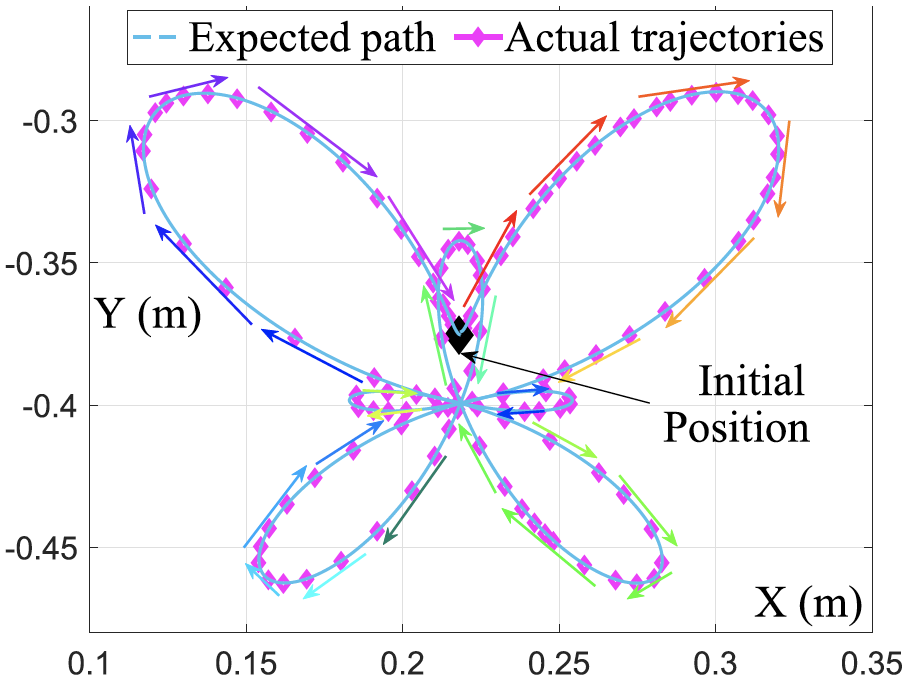 Expected path Actual trajectories
-0.3
-0.35
Y (m)
Initial
Position
-0.4
-0.45
X (m)
0.1 0.15 0.2 0.25 0.3 0.35